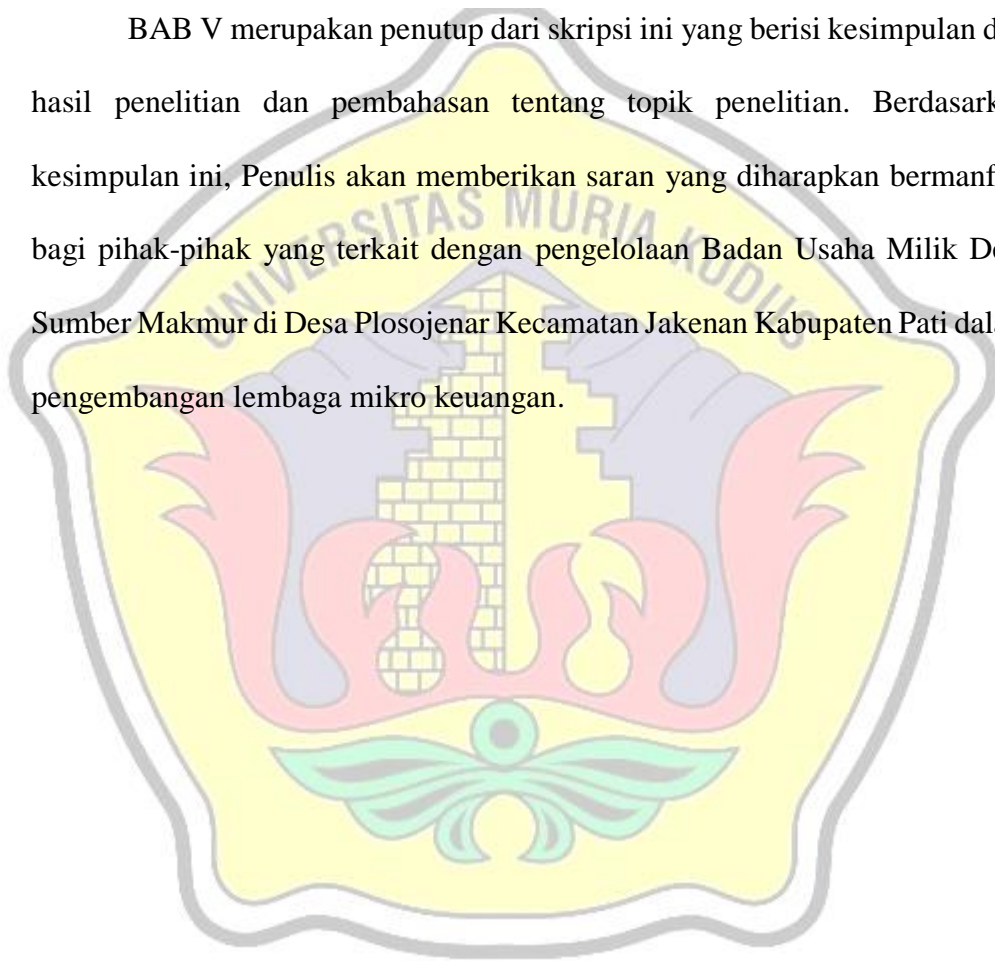 BAB V merupakan penutup dari skripsi ini yang berisi kesimpulan d
hasil penelitian dan pembahasan tentang topik penelitian. Berdasark
kesimpulan ini, Penulis akan memberikan saran yang diharapkan bermanf
bagi pihak-pihak yang terkait dengan pengelolaan Badan Usaha Milik De
Sumber Makmur di Desa Plosojenar Kecamatan Jakenan Kabupaten Pati dala
pengembangan lembaga mikro keuangan.
UNIVERSITAS MURIA KUDUS